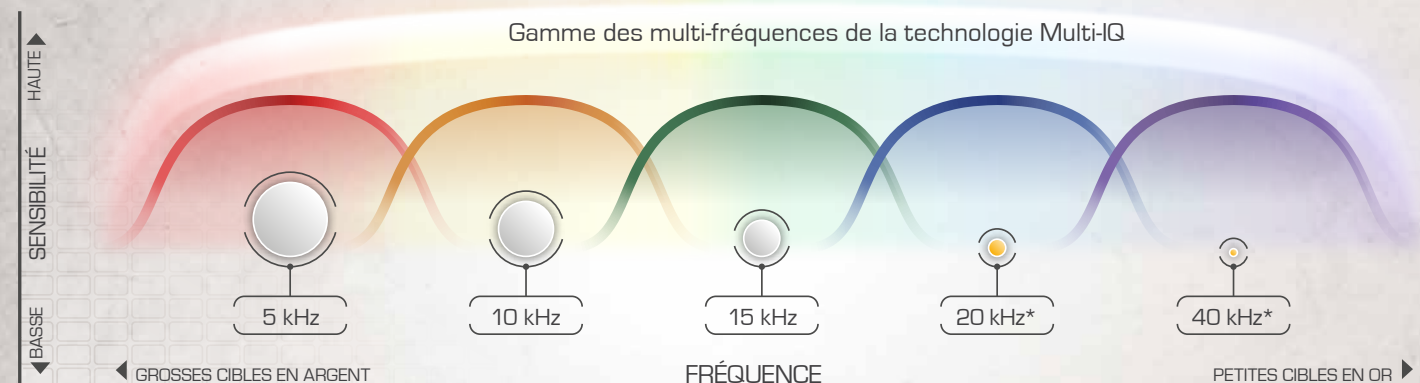 Gamme des multi-fréquences de la technologie Multi-IQ
HAUTE
SENSIBILITÉ
BASSE
5 kHz
10 kHz
15 kHz
20 kHz*
40 kHz*
GROSSES CIBLES EN ARGENT
FRÉQUENCE
PETITES CIBLES EN OR